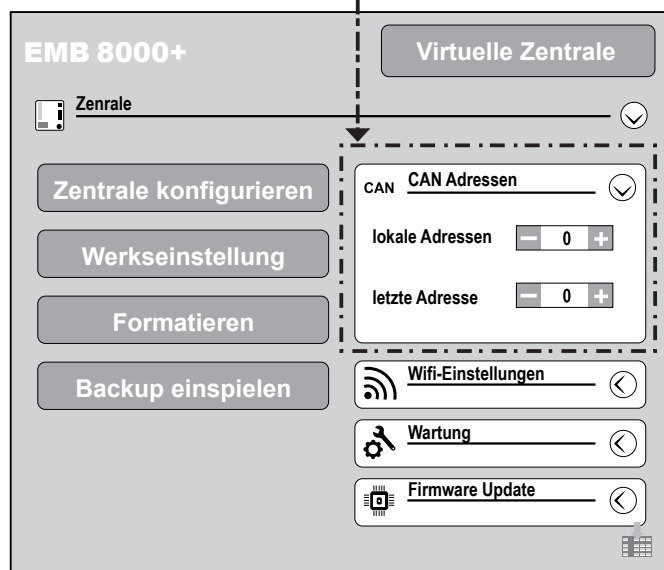 EMB 8000+
Virtuelle Zentrale
Zenrale
Zentrale konfigurieren
Werkseinstellung
Formatieren
Backup einspielen
CAN CAN Adressen
lokale Adressen − 0 +
letzte Adresse − 0 +
Wifi-Einstellungen
Wartung
Firmware Update